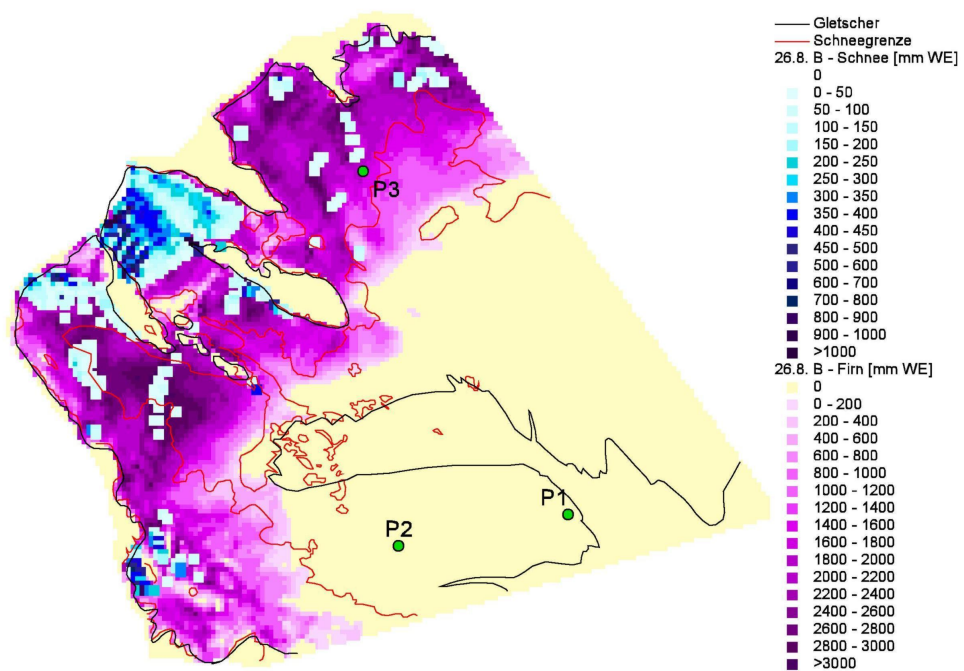 Gletscher
Schneegrenze
26.8. B - Schnee [mm WE]
0
0 - 50
50 - 100
100 - 150
150 - 200
200 - 250
250 - 300
300 - 350
350 - 400
400 - 450
450 - 500
500 - 600
600 - 700
700 - 800
800 - 900
900 - 1000
>1000
26.8. B - Firn [mm WE]
0
0 - 200
200 - 400
400 - 600
600 - 800
800 - 1000
1000 - 1200
1200 - 1400
1400 - 1600
1600 - 1800
1800 - 2000
2000 - 2200
2200 - 2400
2400 - 2600
2600 - 2800
2800 - 3000
>3000
P3
P1
P2